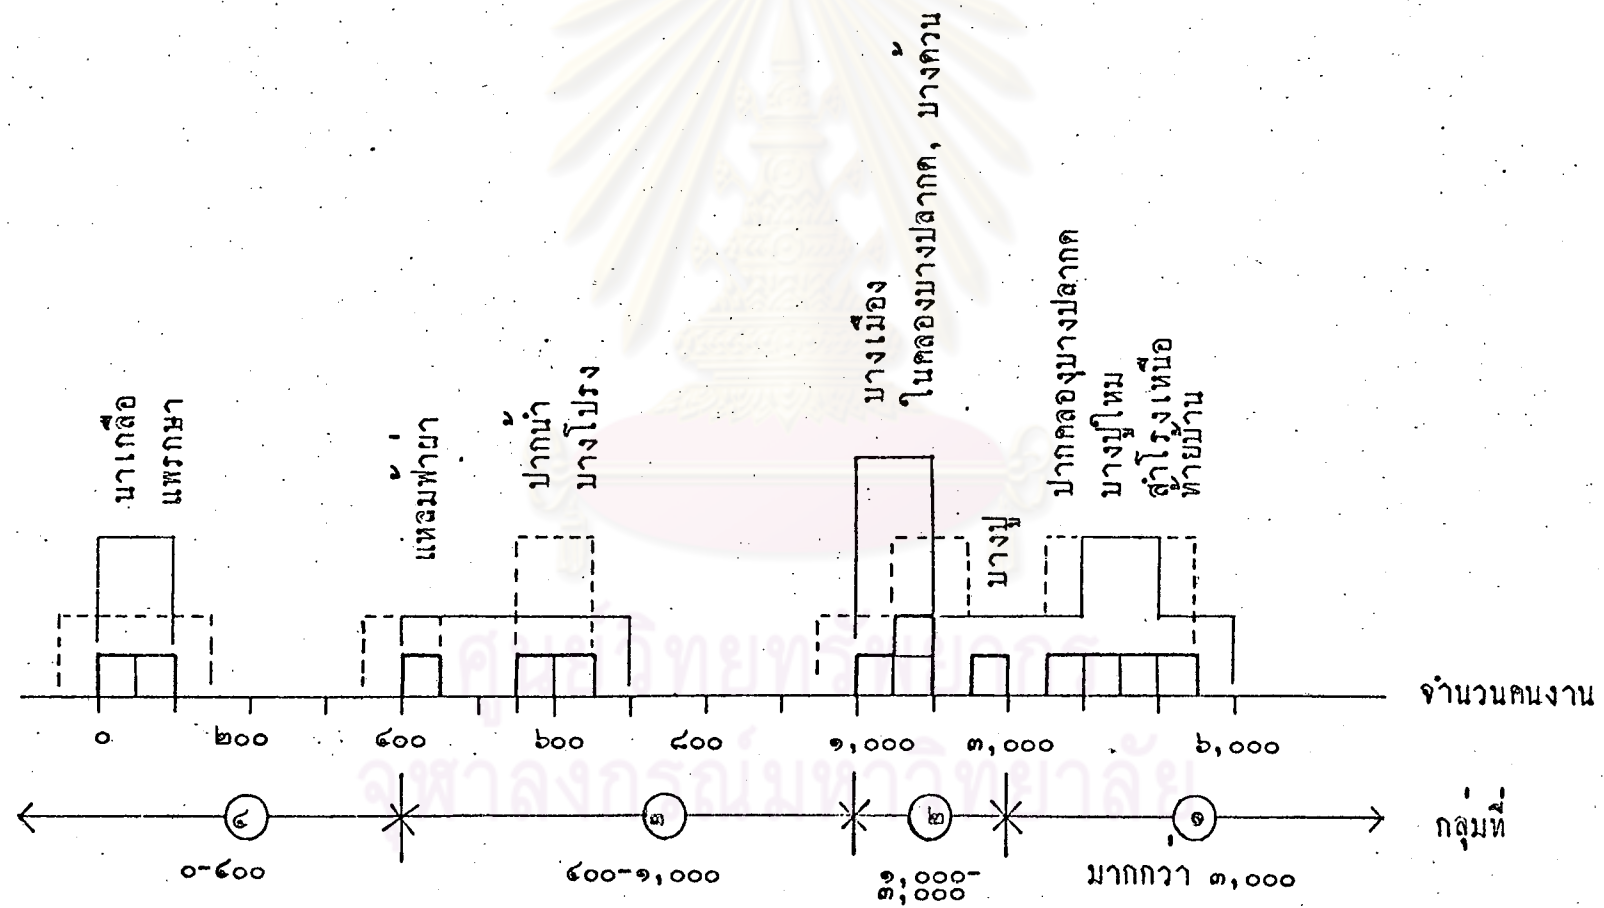 นาเกลือ
แพรกษา
แหลมฟ้าผ่า
ปากน้ำ
บางโปรง
บางเมือง
ในคลองบางปลากด, บางด้วน
บางปู
ปากคลองบางปลากด
บางปูใหม่
สำโรงเหนือ
ท้ายบ้าน
๐ ๒๐๐ ๔๐๐ ๖๐๐ ๘๐๐ ๑,๐๐๐ ๓,๐๐๐ ๖,๐๐๐ จำนวนคนงาน
๔ ๓ ๒ ๑ กลุ่มที่
๐-๔๐๐ ๔๐๐-๑,๐๐๐ ๑,๐๐๐- มากกว่า ๓,๐๐๐
๓,๐๐๐
ศูนย์วิทยทรัพยากร
จุฬาลงกรณ์มหาวิทยาลัย